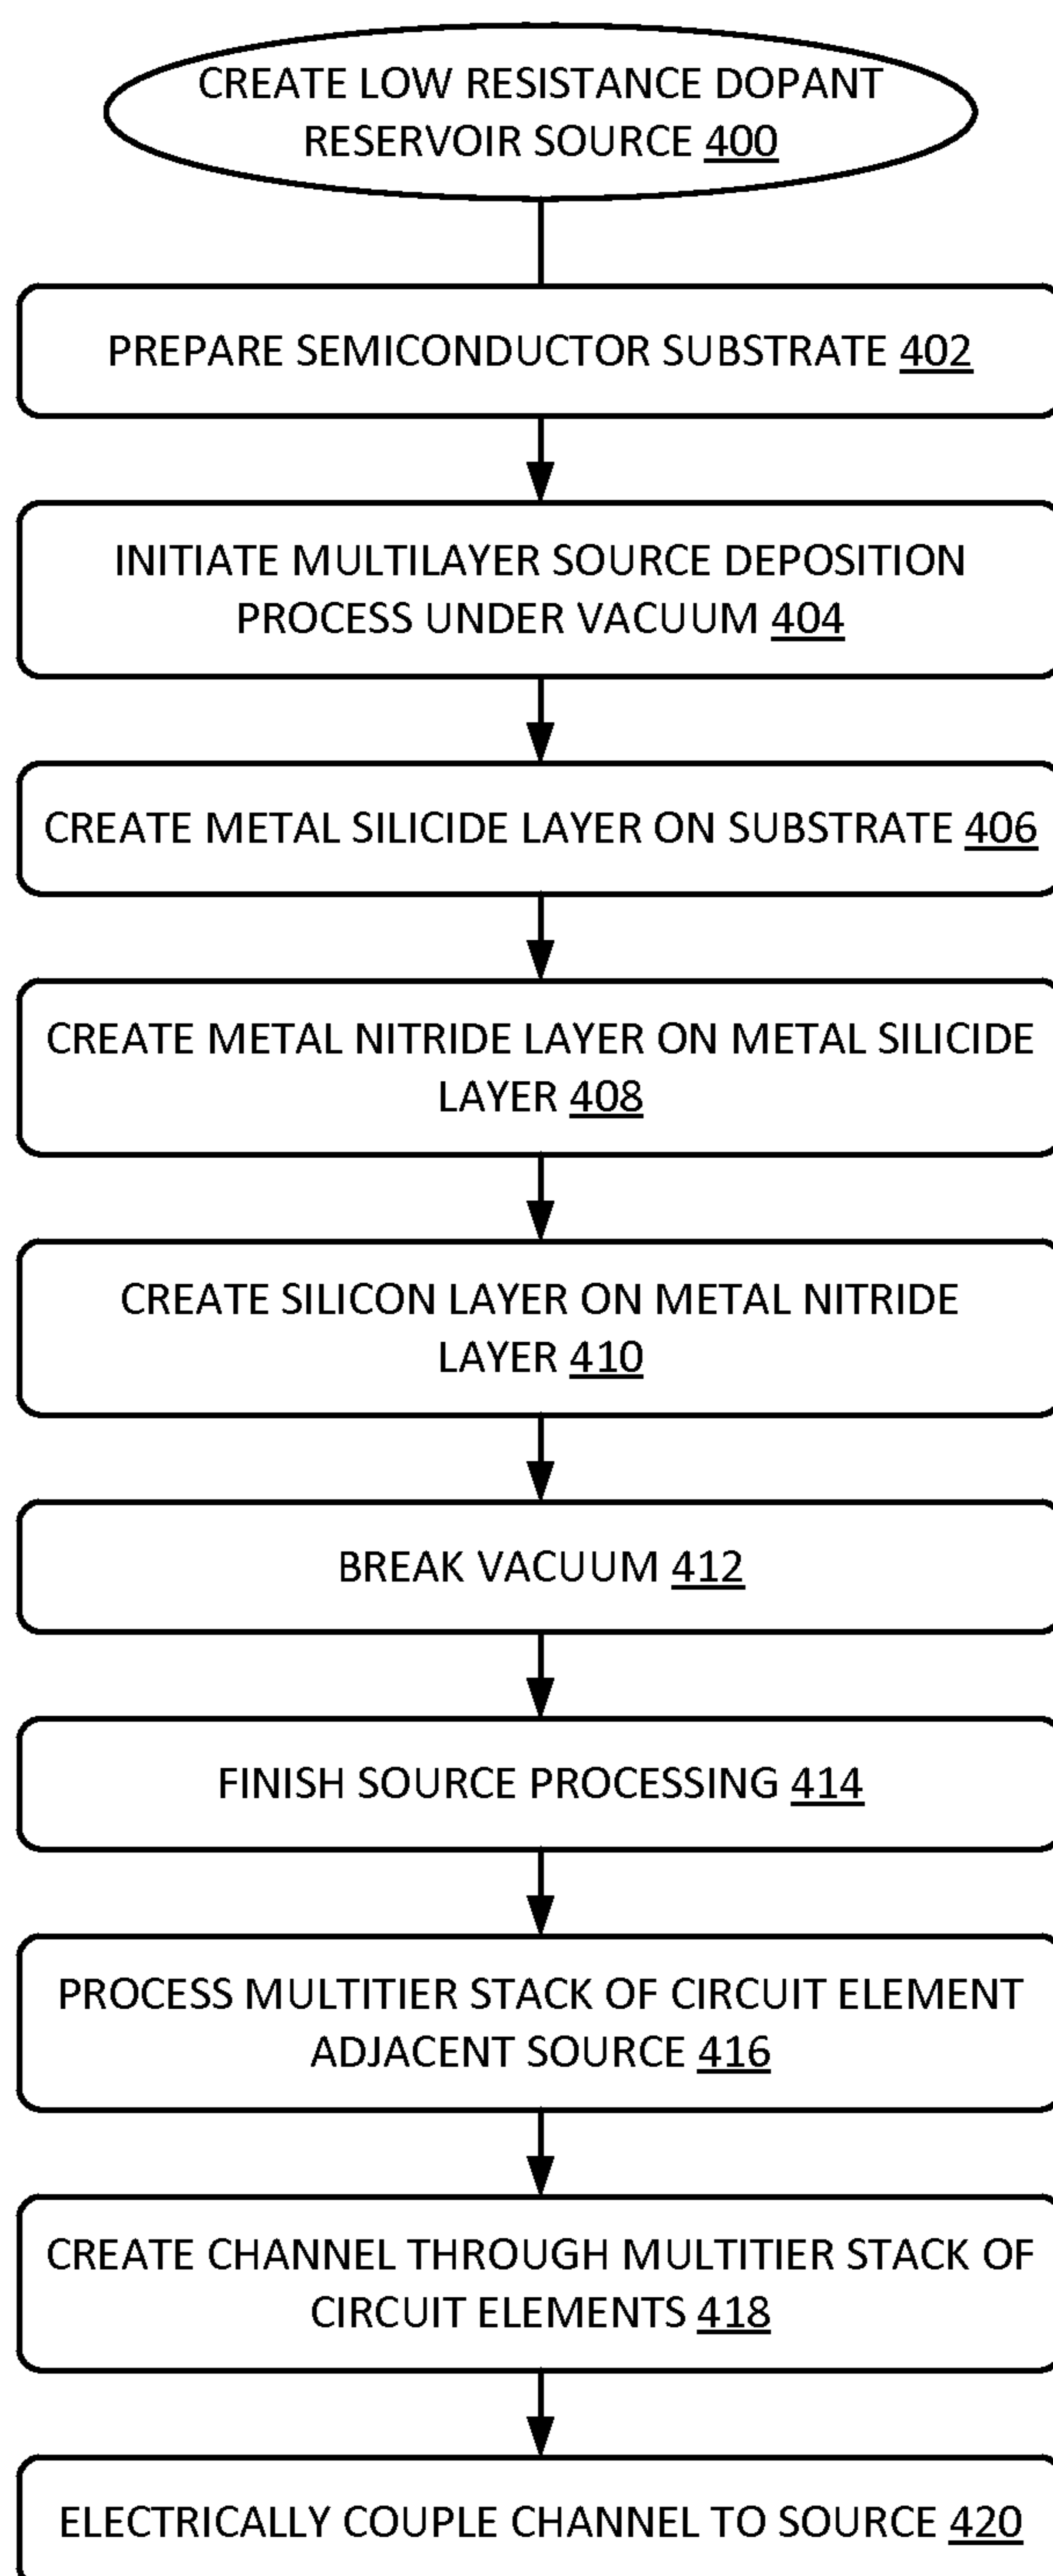 CREATE LOW RESISTANCE DOPANT
RESERVOIR SOURCE 400
PREPARE SEMICONDUCTOR SUBSTRATE 402
INITIATE MULTILAYER SOURCE DEPOSITION
PROCESS UNDER VACUUM 404
CREATE METAL SILICIDE LAYER ON SUBSTRATE 406
CREATE METAL NITRIDE LAYER ON METAL SILICIDE
LAYER 408
CREATE SILICON LAYER ON METAL NITRIDE
LAYER 410
BREAK VACUUM 412
FINISH SOURCE PROCESSING 414
PROCESS MULTITIER STACK OF CIRCUIT ELEMENT
ADJACENT SOURCE 416
CREATE CHANNEL THROUGH MULTITIER STACK OF
CIRCUIT ELEMENTS 418
ELECTRICALLY COUPLE CHANNEL TO SOURCE 420